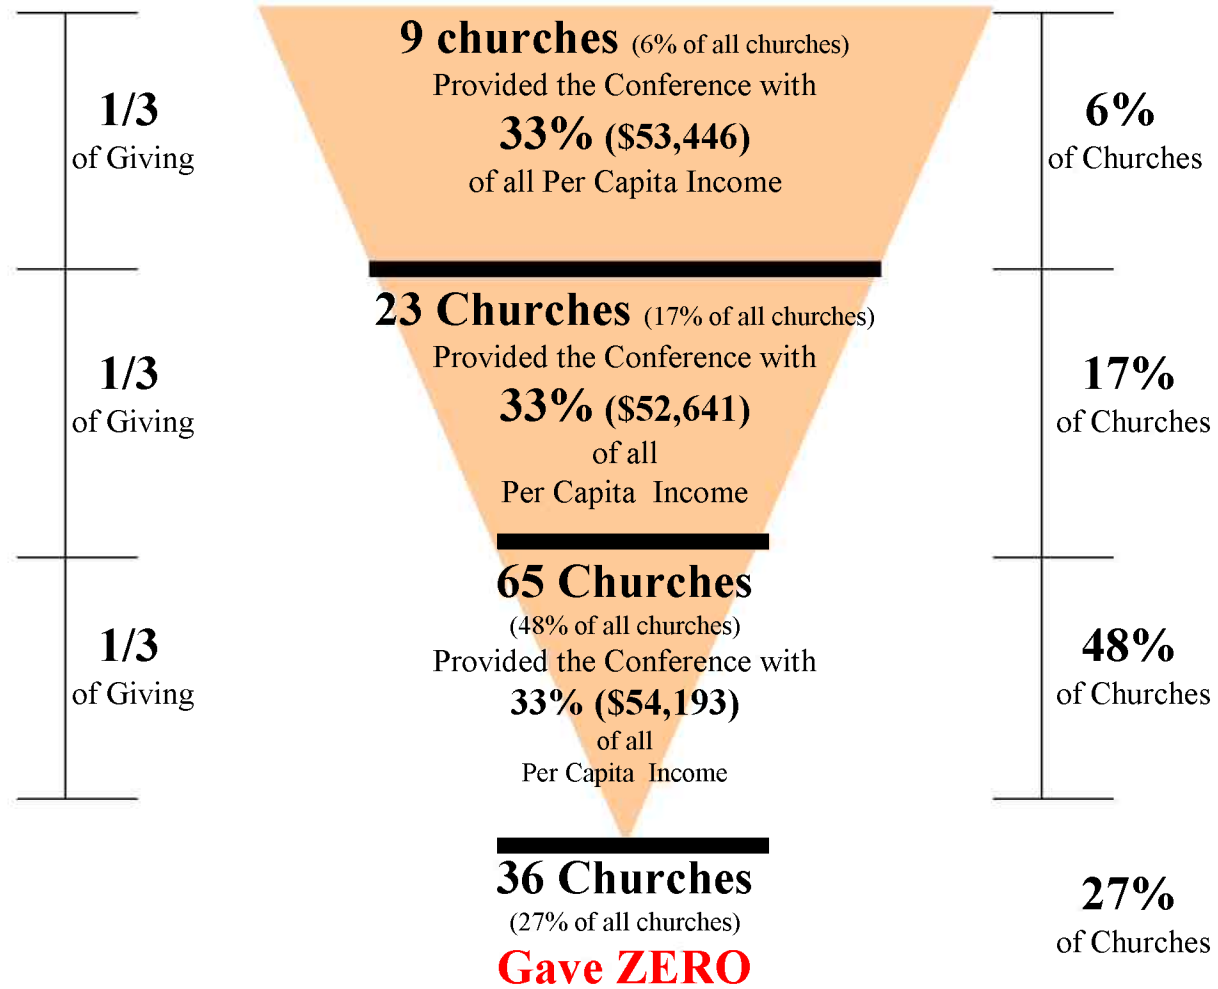 9 churches (6% of all churches)
Provided the Conference with
33% ($53,446)
of all Per Capita Income
1/3
of Giving
6%
of Churches
23 Churches (17% of all churches)
Provided the Conference with
33% ($52,641)
of all
Per Capita Income
1/3
of Giving
17%
of Churches
65 Churches
(48% of all churches)
Provided the Conference with
33% ($54,193)
of all
Per Capita Income
1/3
of Giving
48%
of Churches
36 Churches
(27% of all churches)
Gave ZERO
27%
of Churches